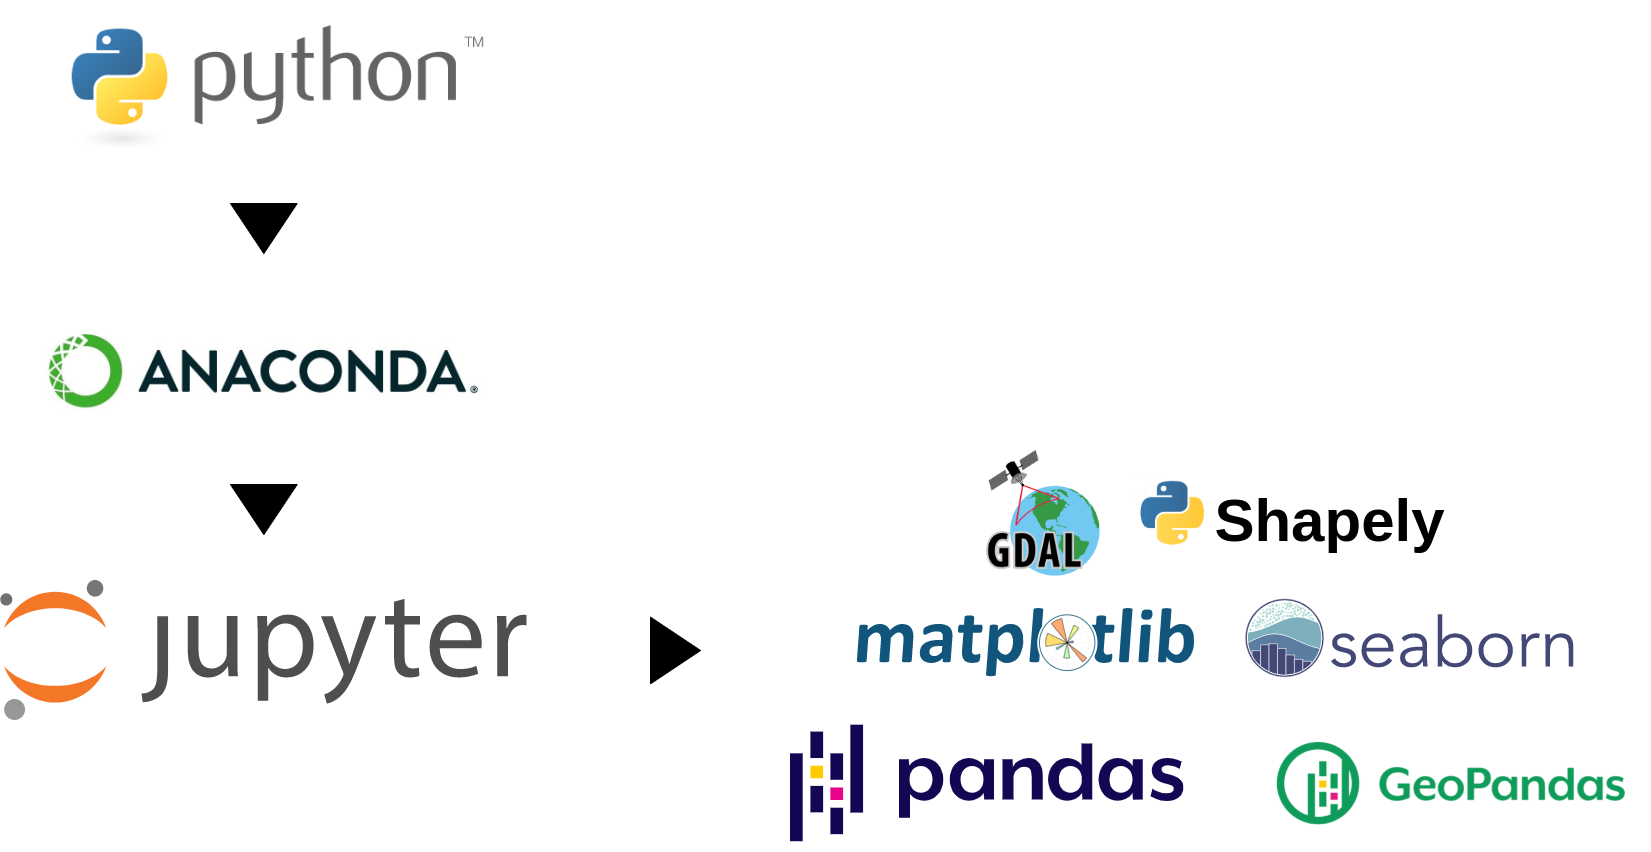 python™
ANACONDA®
jupyter
GDAL
Shapely
matplotlib
seaborn
pandas
GeoPandas